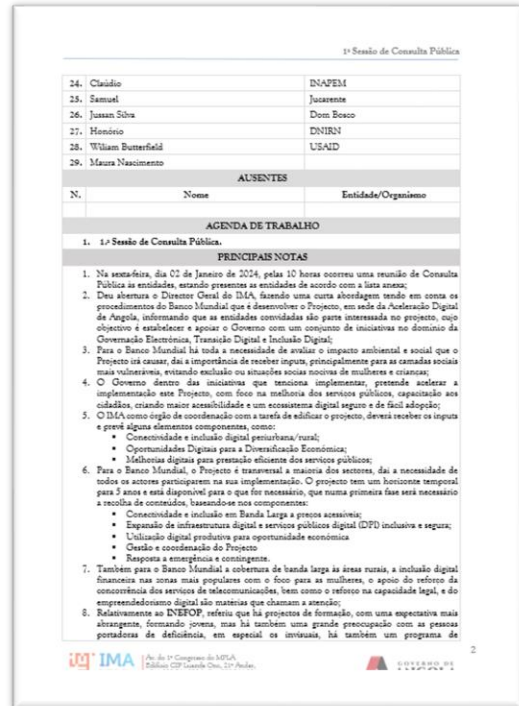 1ª Sessão de Consulta Pública
24. Claúdio INAPEM
25. Samuel Jucarente
26. Jussan Silva Dom Bosco
27. Honório DNIRN
28. Wiliam Butterfield USAID
29. Maura Nascimento
AUSENTES
N. Nome Entidade/Organismo
AGENDA DE TRABALHO
1. 1.ª Sessão de Consulta Pública.
PRINCIPAIS NOTAS
1. Na sexta-feira, dia 02 de Janeiro de 2024, pelas 10 horas ocorreu uma reunião de Consulta
Pública às entidades, estando presentes as entidades de acordo com a lista anexa;
2. Deu abertura o Director Geral do IMA, fazendo uma curta abordagem tendo em conta os
procedimentos do Banco Mundial que é desenvolver o Projecto, em sede da Aceleração Digital
de Angola, informando que as entidades convidadas são parte interessada no projecto, cujo
objectivo é estabelecer e apoiar o Governo com um conjunto de iniciativas no domínio da
Governação Electrónica, Transição Digital e Inclusão Digital;
3. Para o Banco Mundial há toda a necessidade de avaliar o impacto ambiental e social que o
Projecto irá causar, daí a importância de receber inputs, principalmente para as camadas sociais
mais vulneráveis, evitando exclusão ou situações sociais nocivas de mulheres e crianças;
4. O Governo dentro das iniciativas que tenciona implementar, pretende acelerar a
implementação este Projecto, com foco na melhoria dos serviços públicos, capacitação aos
cidadãos, criando maior acessibilidade e um ecossistema digital seguro e de fácil adopção;
5. O IMA como órgão de coordenação com a tarefa de edificar o projecto, deverá receber os inputs
e prevê alguns elementos componentes, como:
▪ Conectividade e inclusão digital periurbana/rural;
▪ Oportunidades Digitais para a Diversificação Económica;
▪ Melhorias digitais para prestação eficiente dos serviços públicos;
6. Para o Banco Mundial, o Projecto é transversal a maioria dos sectores, daí a necessidade de
todos os actores participarem na sua implementação. O projecto tem um horizonte temporal
para 5 anos e está disponível para o que for necessário, que numa primeira fase será necessário
a recolha de conteúdos, baseando-se nos componentes:
▪ Conectividade e inclusão em Banda Larga a preços acessíveis;
▪ Expansão de infraestrutura digital e serviços públicos digital (DPI) inclusiva e segura;
▪ Utilização digital produtiva para oportunidade económica
▪ Gestão e coordenação do Projecto
▪ Resposta a emergência e contingente.
7. Também para o Banco Mundial a cobertura de banda larga às áreas rurais, a inclusão digital
financeira nas zonas mais populares com o foco para as mulheres, o apoio do reforço da
concorrência dos serviços de telecomunicações, bem como o reforço na capacidade legal, e do
empreendedorismo digital são matérias que chamam a atenção;
8. Relativamente ao INEFOP, referiu que há projectos de formação, com uma expectativa mais
abrangente, formando jovens, mas há também uma grande preocupação com as pessoas
portadoras de deficiência, em especial os invisuais, há também um programa de
2
IMA
Av. do 1º Congresso do MPLA
Edifício CIF Luanda One, 21º Andar.
GOVERNO DE